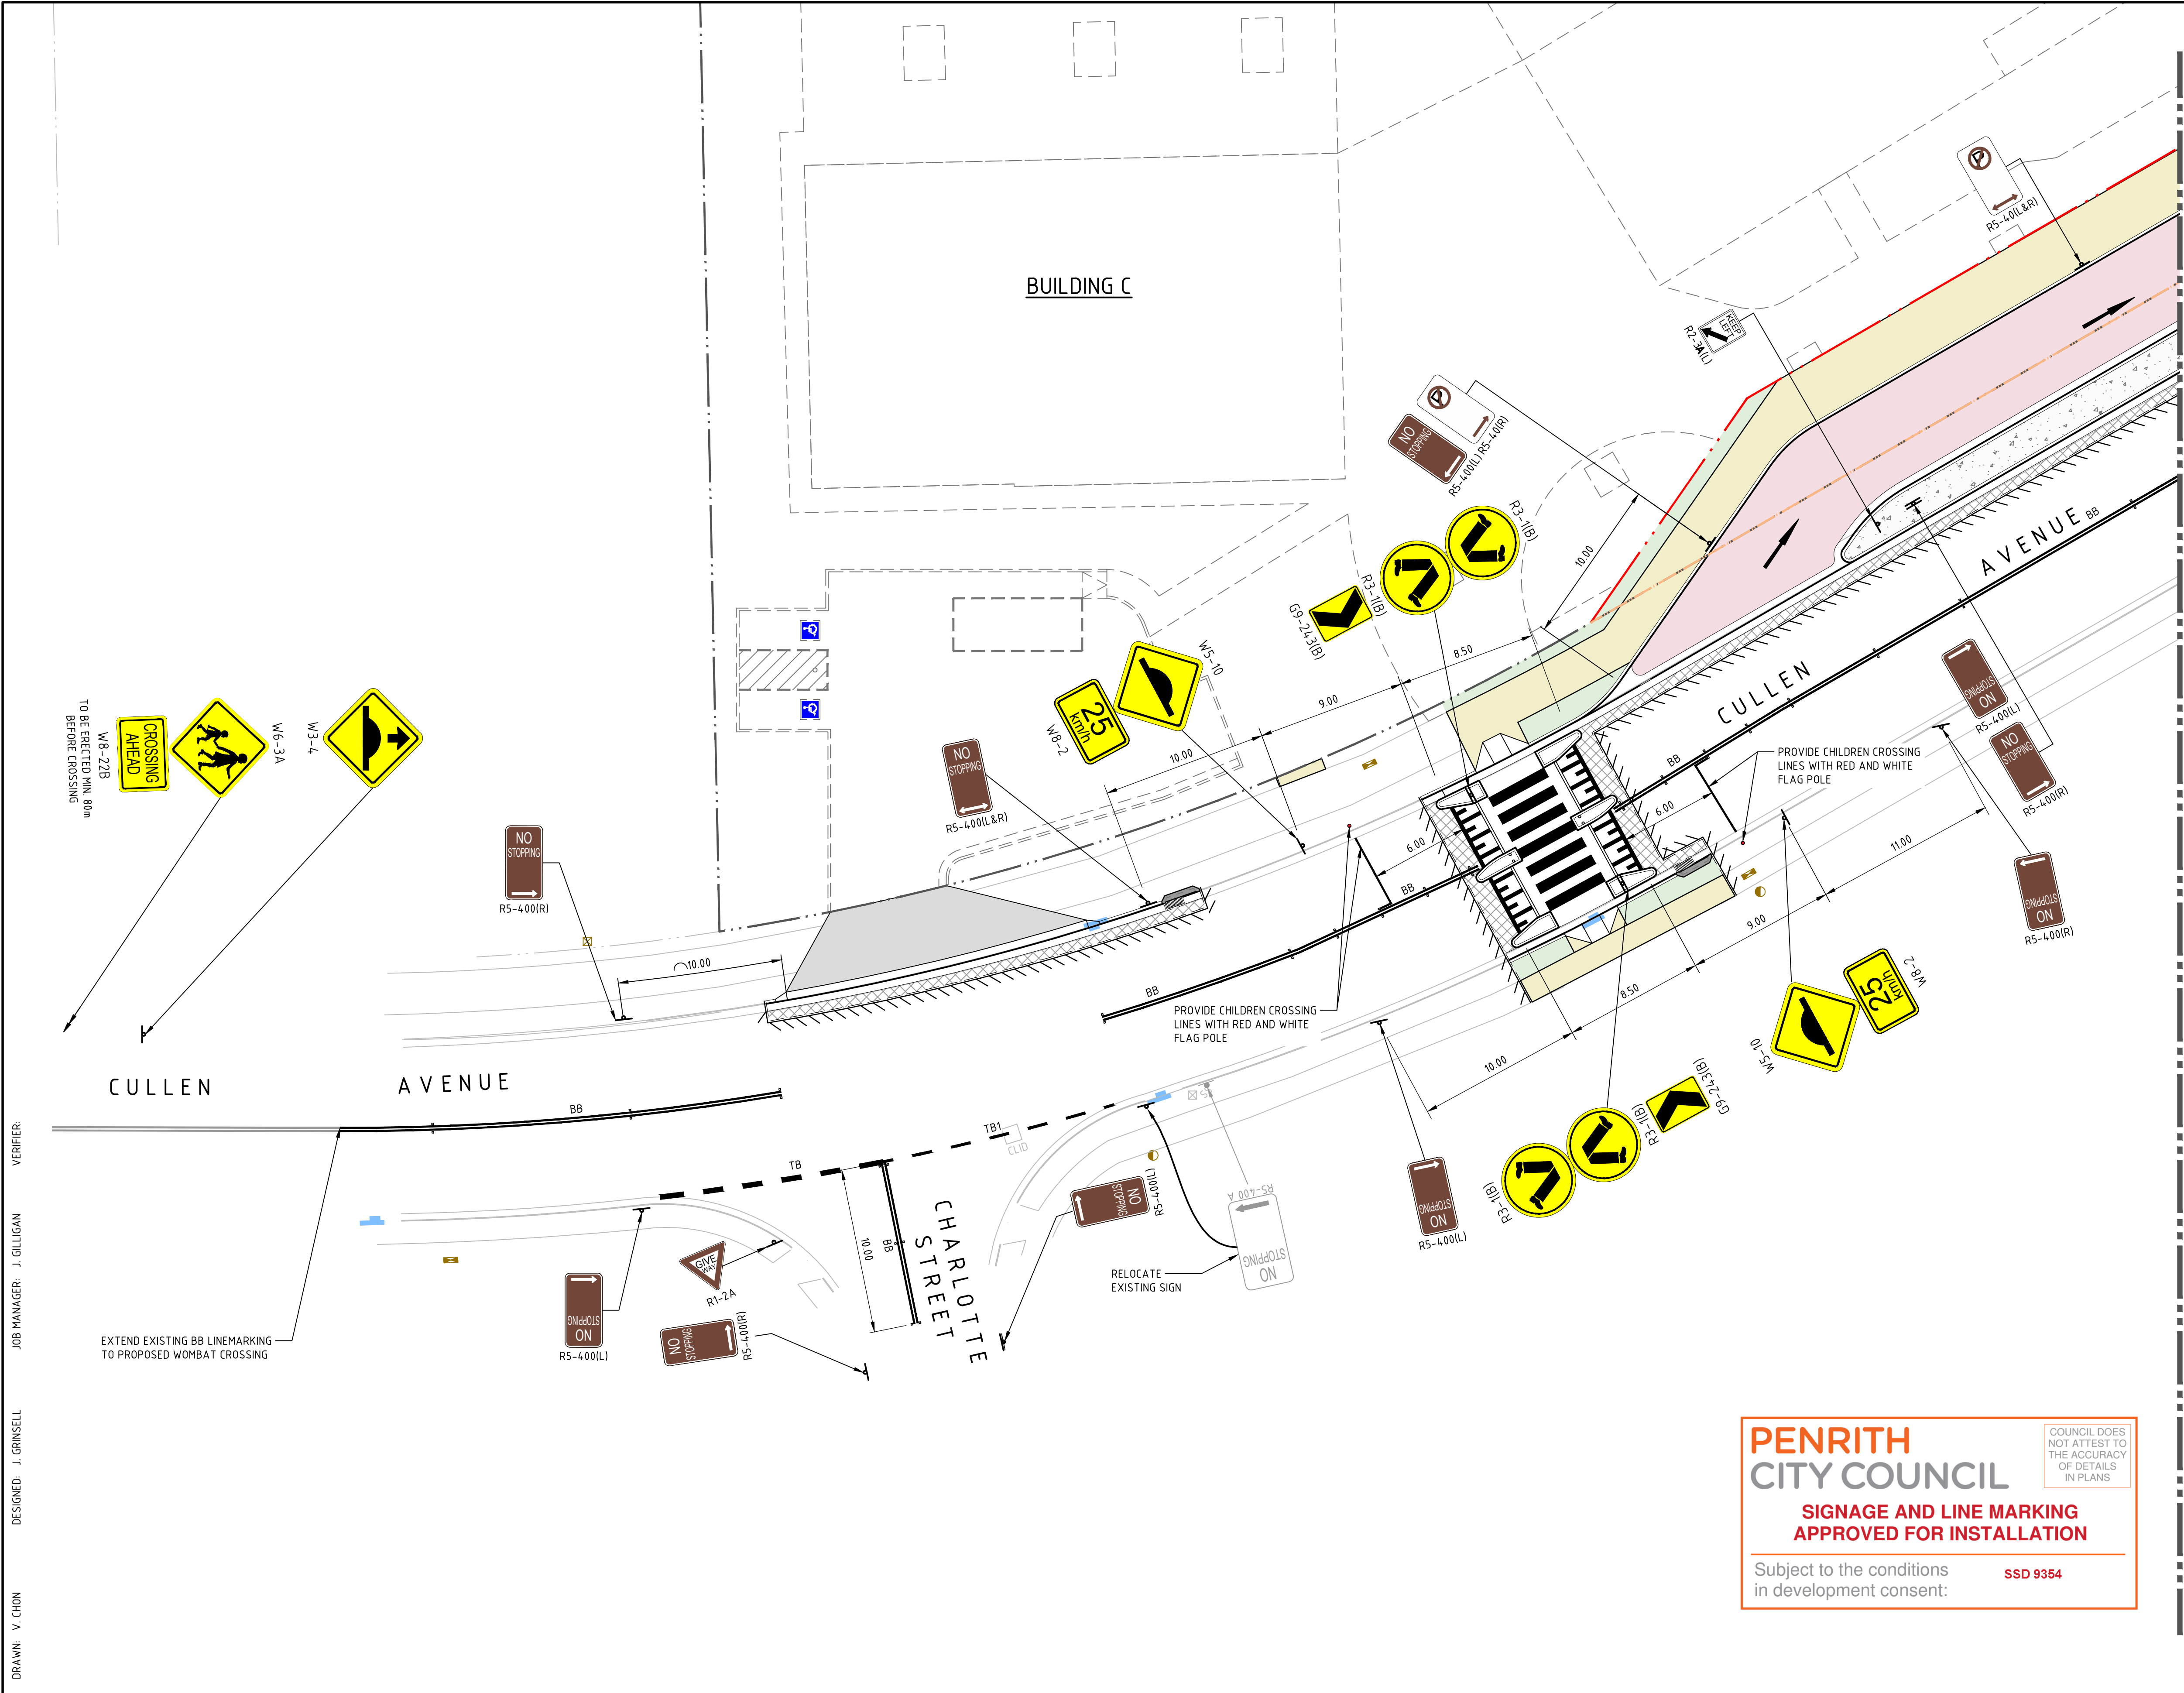 BUILDING C
R5-40(L&R)
KEEP
LEFT
R2-3A(L)
NO
STOPPING
R5-400(L) R5-40(R)
R3-1(B)
R3-1(B)
G9-243(B)
10.00
8.50
9.00
10.00
W5-10
25
km/h
W8-2
NO
STOPPING
R5-400(L&R)
CULLEN AVENUE
BB
BB
NO
STOPPING
R5-400(L)
NO
STOPPING
R5-400(R)
PROVIDE CHILDREN CROSSING
LINES WITH RED AND WHITE
FLAG POLE
6.00
6.00
BB
BB
11.00
9.00
8.50
10.00
NO
STOPPING
R5-400(R)
W8-2
25
km/h
W5-10
G9-243(B)
R3-1(B)
R3-1(B)
W3-4
W6-3A
CROSSING
AHEAD
W8-22B
TO BE ERECTED MIN. 80m
BEFORE CROSSING
NO
STOPPING
R5-400(R)
10.00
PROVIDE CHILDREN CROSSING
LINES WITH RED AND WHITE
FLAG POLE
CULLEN AVENUE
BB
TB
TB1
CLID
RS
10.00
BB
CHARLOTTE
STREET
NO
STOPPING
R5-400(L)
R5-400 A
NO
STOPPING
RELOCATE
EXISTING SIGN
NO
STOPPING
R5-400(L)
NO
STOPPING
R5-400(L)
GIVE
WAY
R1-2A
NO
STOPPING
R5-400(R)
EXTEND EXISTING BB LINEMARKING
TO PROPOSED WOMBAT CROSSING
VERIFIER:
JOB MANAGER: J. GILLIGAN
DESIGNED: J. GRINSELL
DRAWN: V. CHON
PENRITH
CITY COUNCIL
COUNCIL DOES
NOT ATTEST TO
THE ACCURACY
OF DETAILS
IN PLANS
SIGNAGE AND LINE MARKING
APPROVED FOR INSTALLATION
Subject to the conditions
in development consent:
SSD 9354